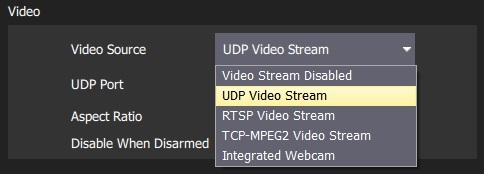 Video
Video Source
UDP Video Stream
Video Stream Disabled
UDP Port
UDP Video Stream
Aspect Ratio
RTSP Video Stream
Disable When Disarmed
TCP-MPEG2 Video Stream
Integrated Webcam